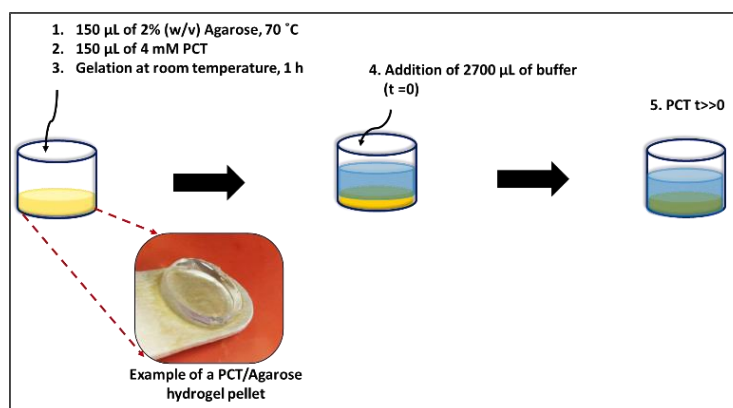 1. 150 µL of 2% (w/v) Agarose, 70 ˚C
2. 150 µL of 4 mM PCT
3. Gelation at room temperature, 1 h
4. Addition of 2700 µL of buffer
(t =0)
5. PCT t>>0
Example of a PCT/Agarose
hydrogel pellet